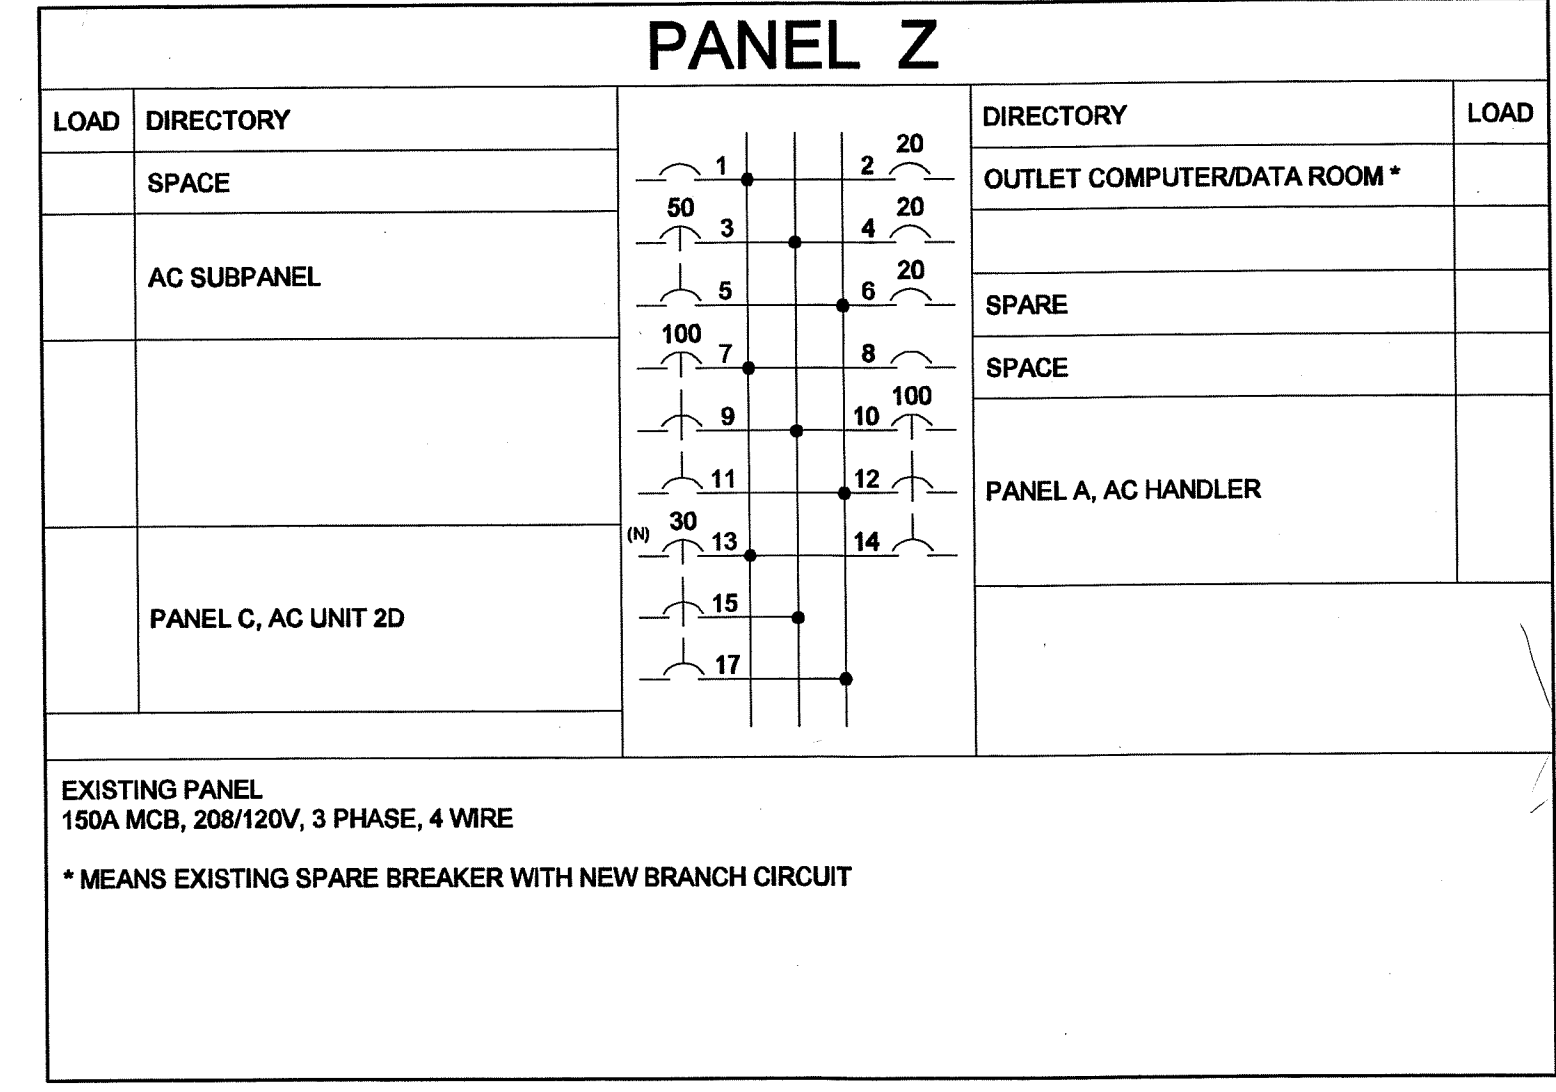 PANEL Z
LOAD DIRECTORY DIRECTORY LOAD
SPACE 1 2 20 OUTLET COMPUTER/DATA ROOM *
50 3 4 20
AC SUBPANEL
5 6 20 SPARE
100 7 8 SPACE
9 10 100
11 12 PANEL A, AC HANDLER
(N) 30 13 14
PANEL C, AC UNIT 2D 15
17
EXISTING PANEL
150A MCB, 208/120V, 3 PHASE, 4 WIRE
* MEANS EXISTING SPARE BREAKER WITH NEW BRANCH CIRCUIT